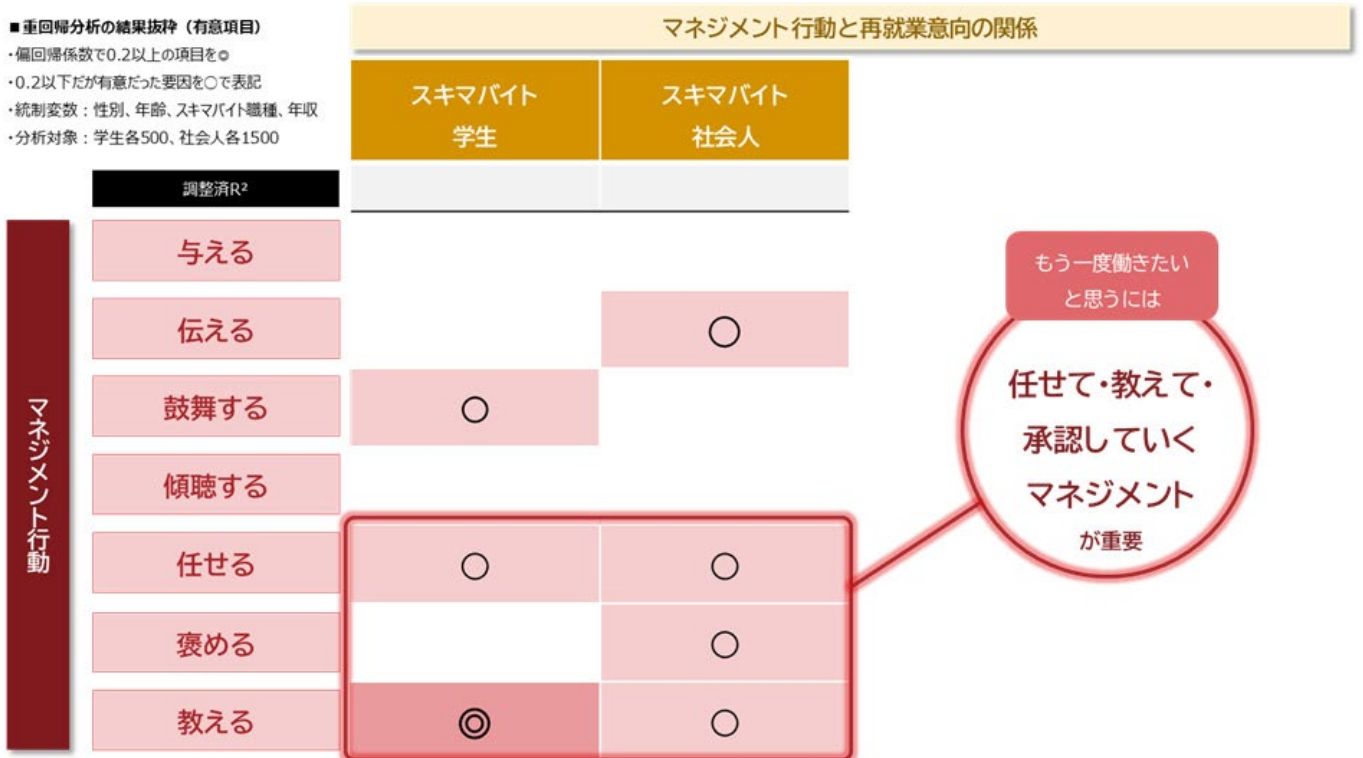 ■重回帰分析の結果抜粋（有意項目）
・偏回帰係数で0.2以上の項目を◎
・0.2以下だが有意だった要因を○で表記
・統制変数：性別、年齢、スキマバイト職種、年収
・分析対象：学生各500、社会人各1500
マネジメント行動と再就業意向の関係
スキマバイト
学生
スキマバイト
社会人
調整済R²
マネジメント行動
与える
伝える
○
鼓舞する
○
傾聴する
任せる
○
○
褒める
○
教える
◎
○
もう一度働きたい
と思うには
任せて・教えて・
承認していく
マネジメント
が重要